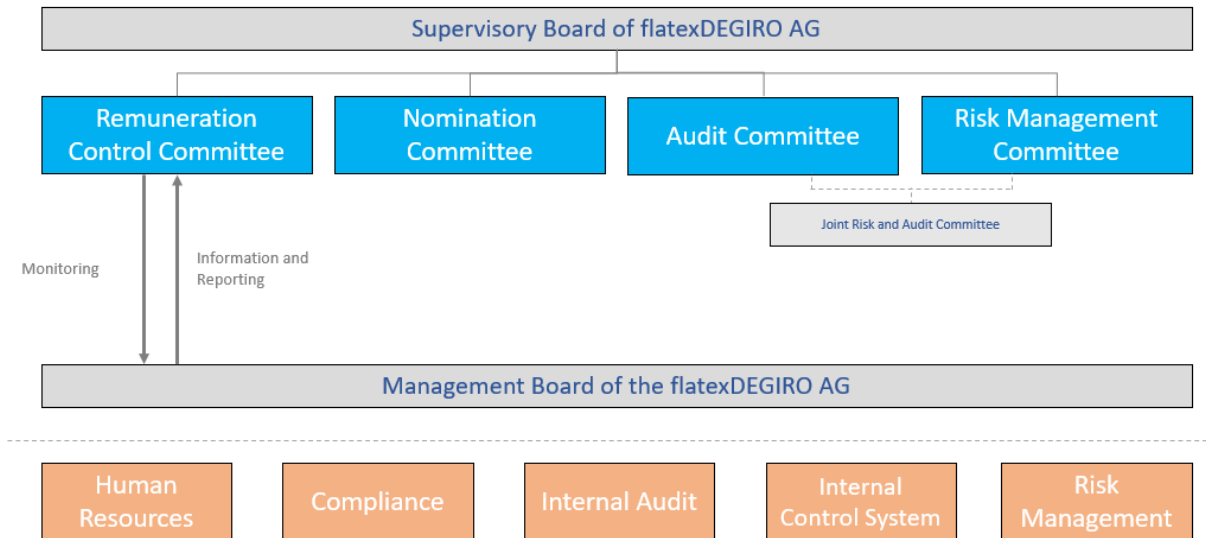 Supervisory Board of flatexDEGIRO AG
Remuneration
Control Committee
Nomination
Committee
Audit Committee
Risk Management
Committee
Joint Risk and Audit Committee
Monitoring
Information and
Reporting
Management Board of the flatexDEGIRO AG
Human
Resources
Compliance
Internal Audit
Internal
Control System
Risk
Management